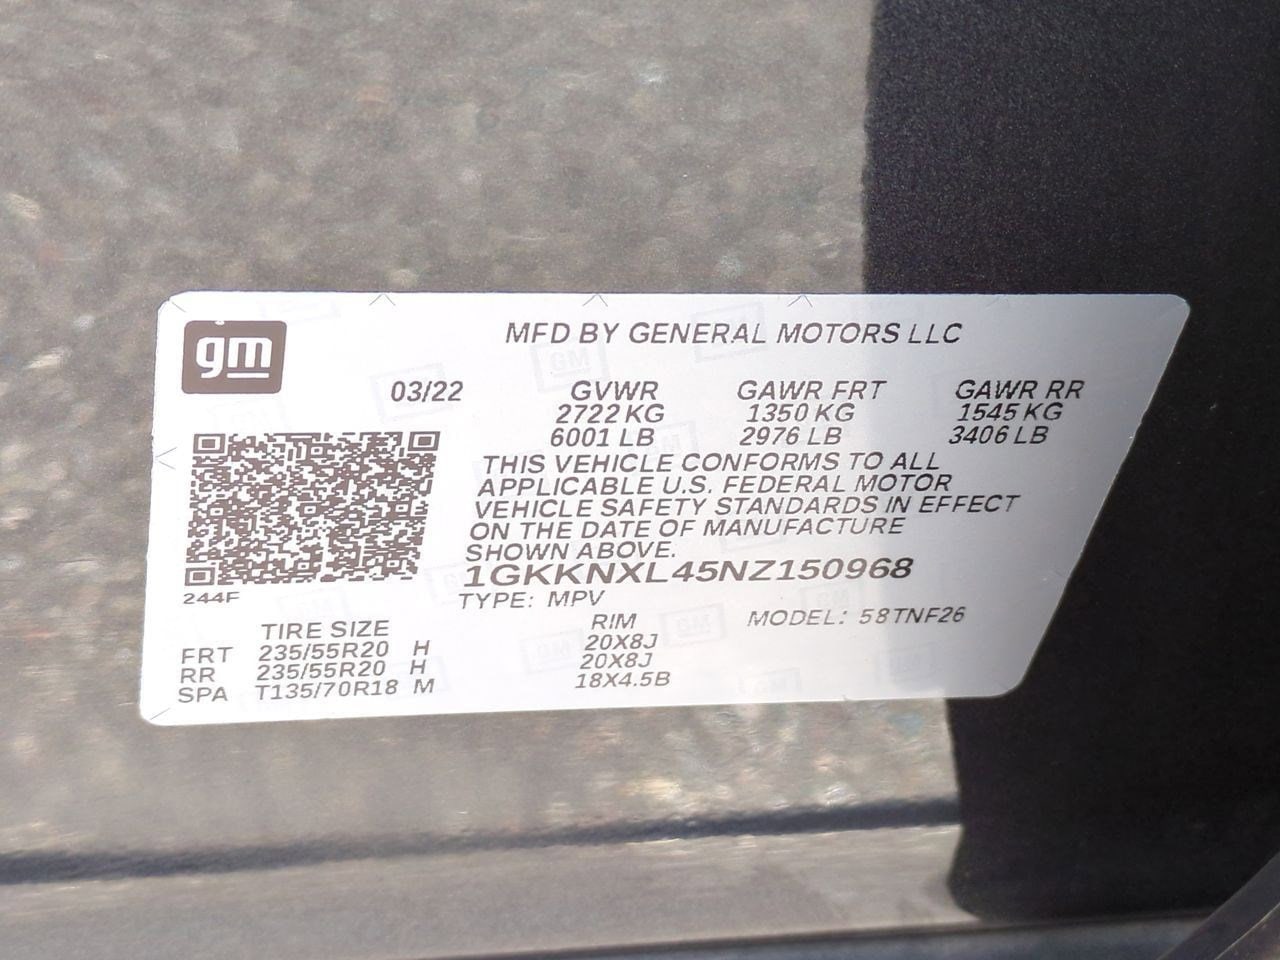 gm
MFD BY GENERAL MOTORS LLC
03/22 GVWR GAWR FRT GAWR RR
2722 KG 1350 KG 1545 KG
6001 LB 2976 LB 3406 LB
THIS VEHICLE CONFORMS TO ALL
APPLICABLE U.S. FEDERAL MOTOR
VEHICLE SAFETY STANDARDS IN EFFECT
ON THE DATE OF MANUFACTURE
SHOWN ABOVE.
1GKKNXL45NZ150968
244F
TYPE: MPV
MODEL: 58TNF26
TIRE SIZE RIM
FRT 235/55R20 H 20X8J
RR 235/55R20 H 20X8J
SPA T135/70R18 M 18X4.5B